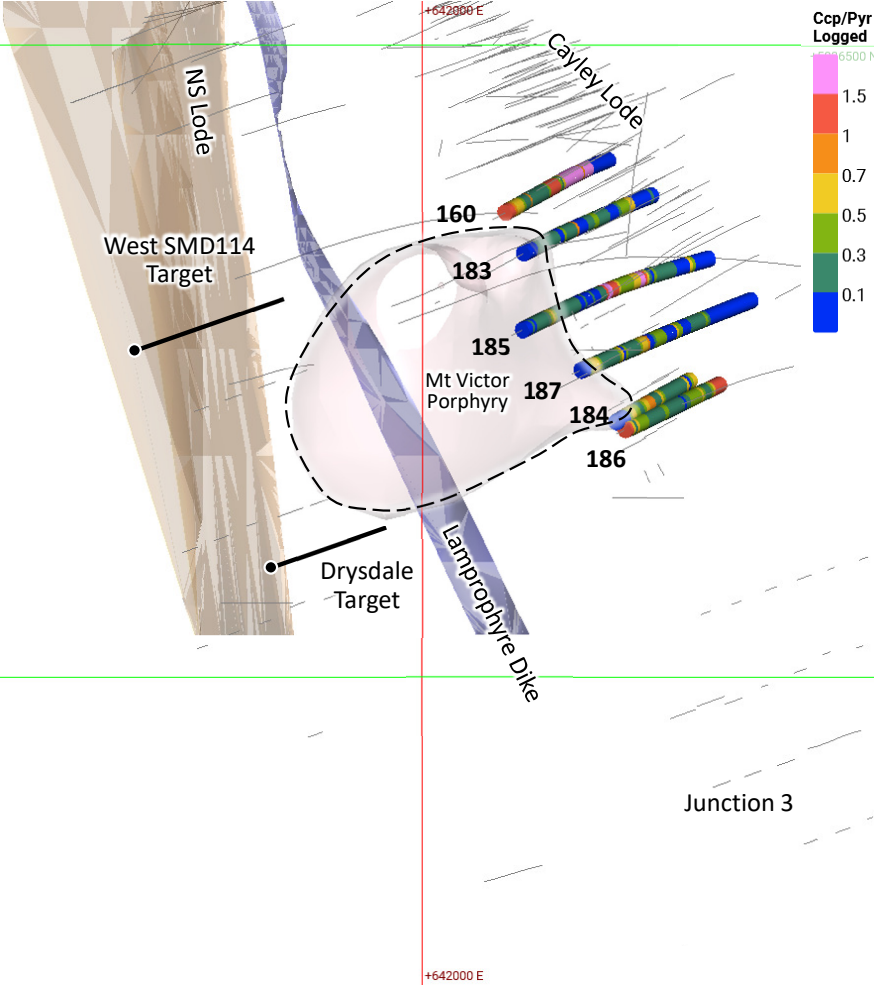 +642000 E
Ccp/Pyr
Logged
Cayley Lode
1.5
NS Lode
1
0.7
160
0.5
West SMD114
Target
0.3
183
0.1
185
Mt Victor
Porphyry
187
184
186
Lamprophyre Dike
Drysdale
Target
Junction 3
+642000 E